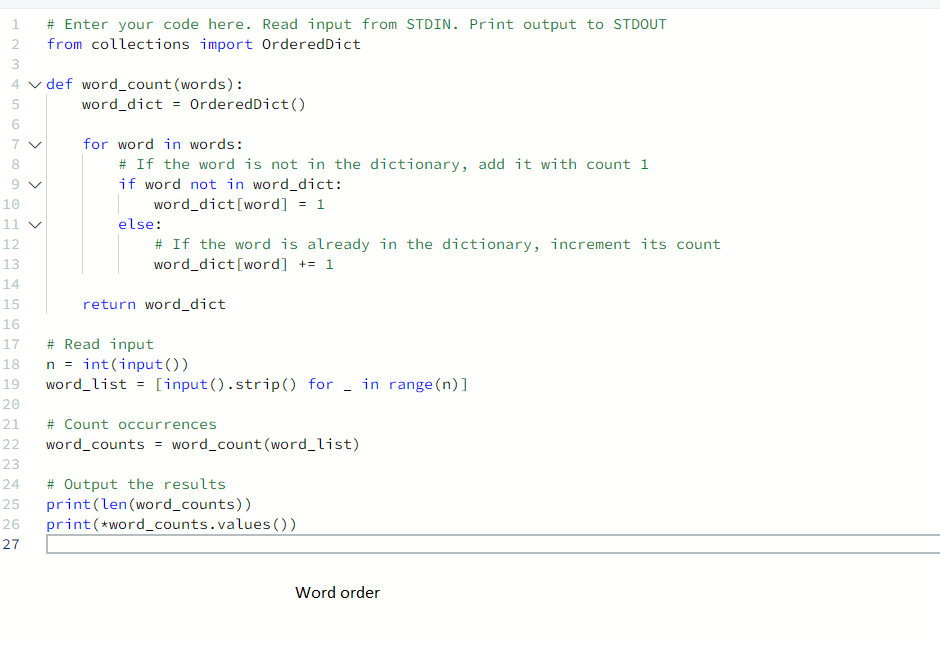 1 # Enter your code here. Read input from STDIN. Print output to STDOUT
2 from collections import OrderedDict
3
4 def word_count(words):
5     word_dict = OrderedDict()
6
7     for word in words:
8         # If the word is not in the dictionary, add it with count 1
9         if word not in word_dict:
10             word_dict[word] = 1
11         else:
12             # If the word is already in the dictionary, increment its count
13             word_dict[word] += 1
14
15     return word_dict
16
17 # Read input
18 n = int(input())
19 word_list = [input().strip() for _ in range(n)]
20
21 # Count occurrences
22 word_counts = word_count(word_list)
23
24 # Output the results
25 print(len(word_counts))
26 print(*word_counts.values())
27
Word order